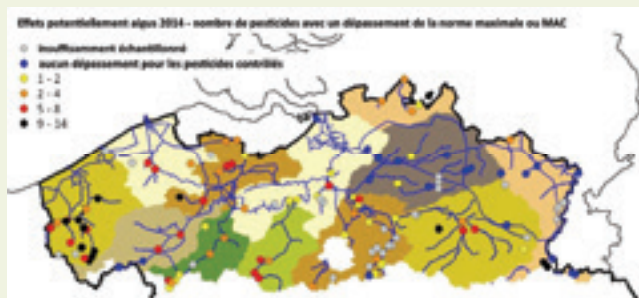 Effets potentiellement aigus 2014 - nombre de pesticides avec un dépassement de la norme maximale ou MAC
insuffisamment échantillonné
aucun dépassement pour les pesticides contrôlés
1 - 2
2 - 4
5 - 8
9 - 14